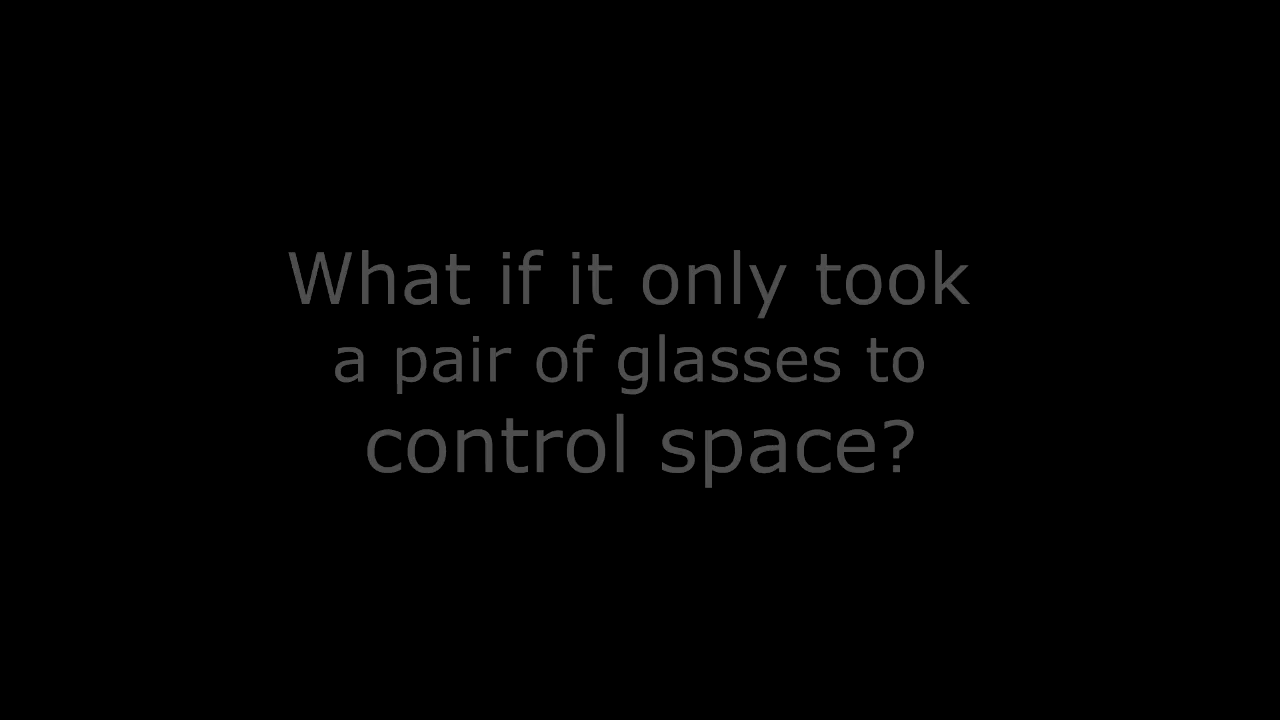 What if it only took
a pair of glasses to
control space?